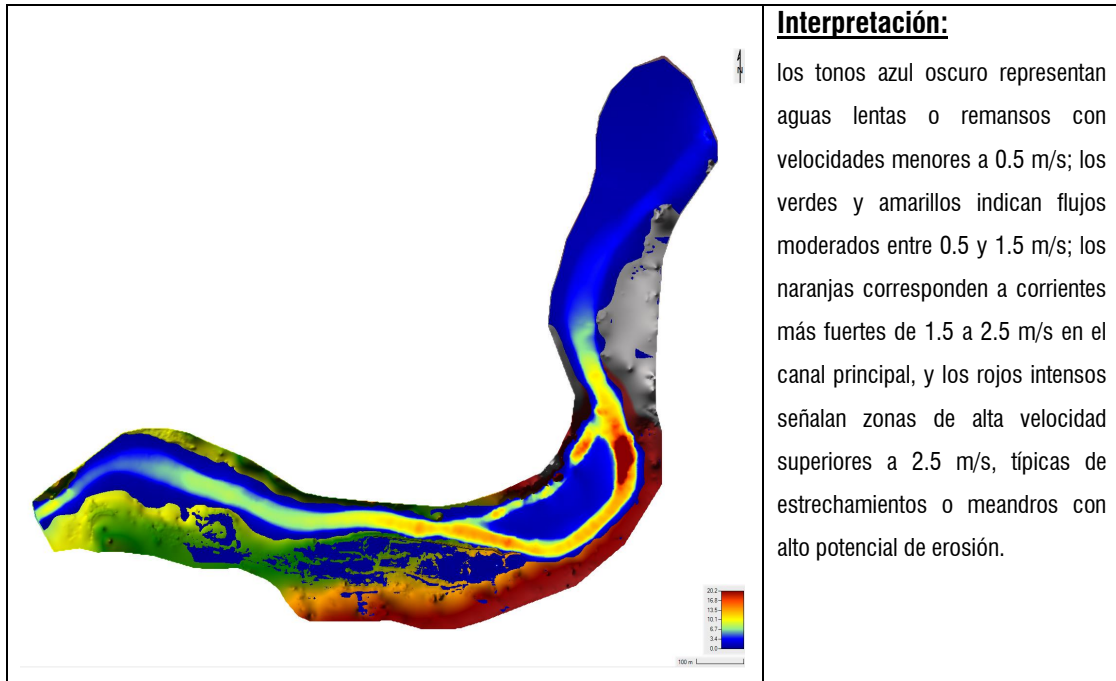 Interpretación:
los tonos azul oscuro representan
aguas lentas o remansos con
velocidades menores a 0.5 m/s; los
verdes y amarillos indican flujos
moderados entre 0.5 y 1.5 m/s; los
naranjas corresponden a corrientes
más fuertes de 1.5 a 2.5 m/s en el
canal principal, y los rojos intensos
señalan zonas de alta velocidad
superiores a 2.5 m/s, típicas de
estrechamientos o meandros con
alto potencial de erosión.
N
20.2
16.8
13.5
10.1
6.7
3.4
0.0
100 m